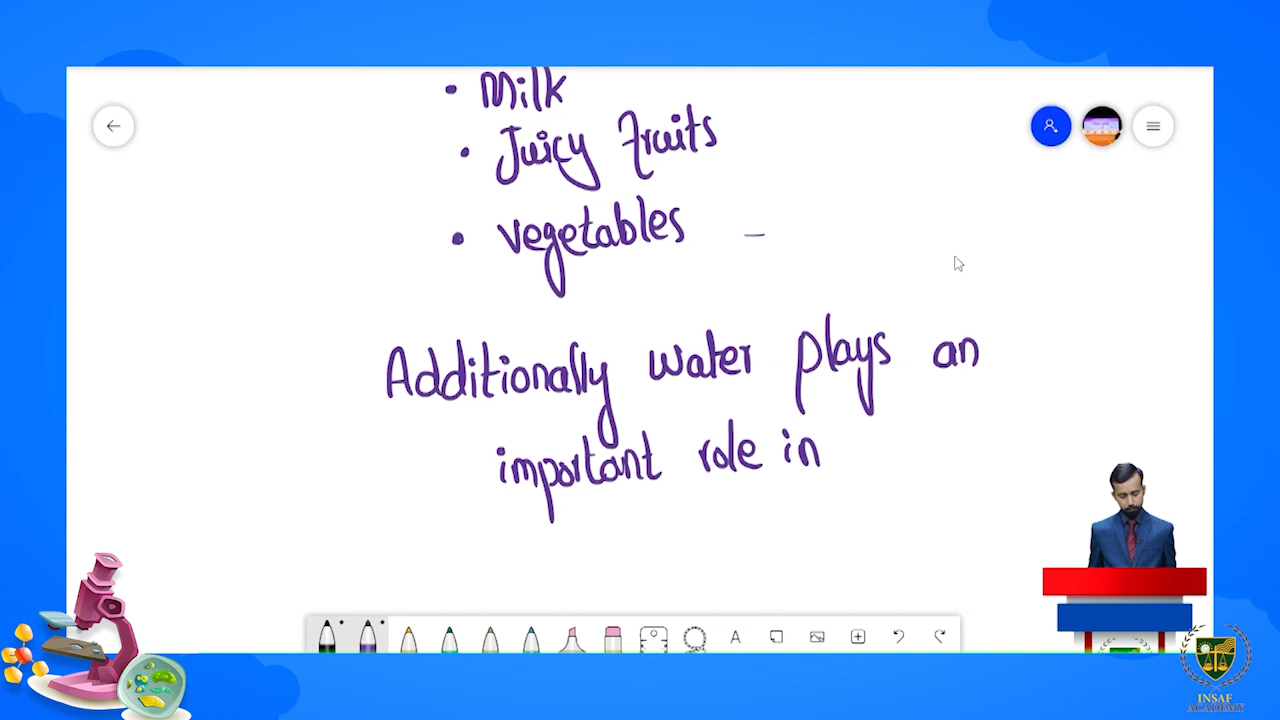 • Milk
• Juicy Fruits
• vegetables –
Additionally water plays an
important role in
A
INSAF
ACADEMY